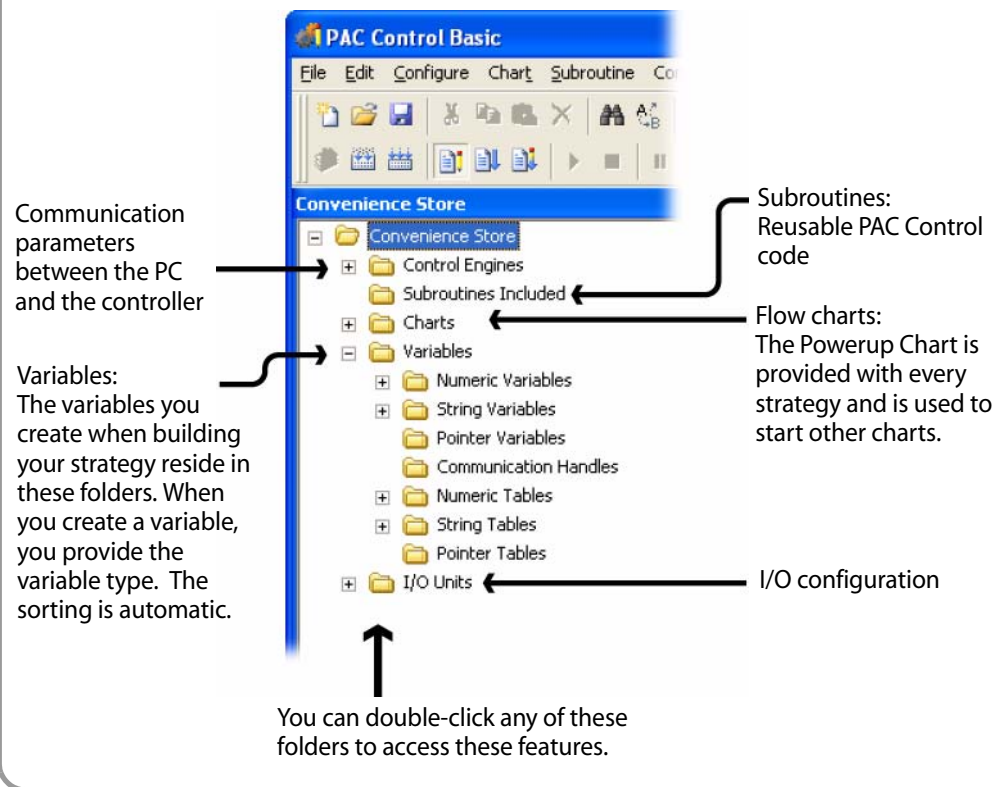 PAC Control Basic
File Edit Configure Chart Subroutine Co
A B
Convenience Store
Convenience Store
Control Engines
Subroutines Included
Charts
Variables
Numeric Variables
String Variables
Pointer Variables
Communication Handles
Numeric Tables
String Tables
Pointer Tables
I/O Units
Communication
parameters
between the PC
and the controller
Variables:
The variables you
create when building
your strategy reside in
these folders. When
you create a variable,
you provide the
variable type. The
sorting is automatic.
Subroutines:
Reusable PAC Control
code
Flow charts:
The Powerup Chart is
provided with every
strategy and is used to
start other charts.
I/O configuration
You can double-click any of these
folders to access these features.